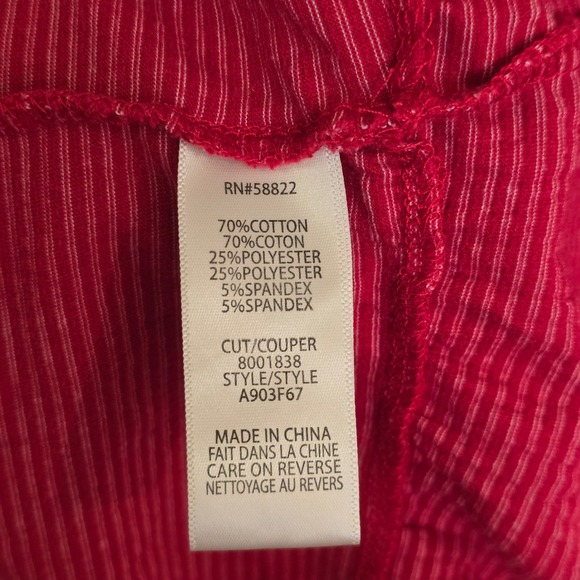 RN#58822
70%COTTON
70%COTON
25%POLYESTER
25%POLYESTER
5%SPANDEX
5%SPANDEX
CUT/COUPER
8001838
STYLE/STYLE
A903F67
MADE IN CHINA
FAIT DANS LA CHINE
CARE ON REVERSE
NETTOYAGE AU REVERS